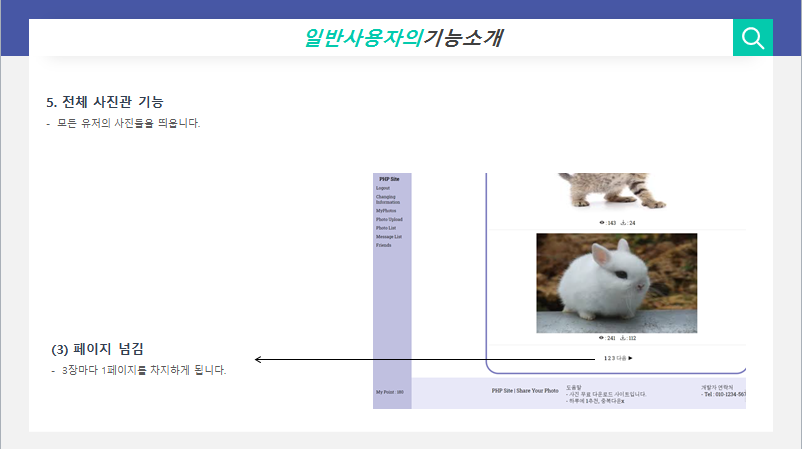 일반사용자의기능소개
5. 전체 사진관 기능
- 모든 유저의 사진들을 띄웁니다.
PHP Site
Logout
Changing
Information
MyPhotos
Photo Upload
Photo List
Message List
Friends
: 143 : 24
: 241 : 112
(3) 페이지 넘김
- 3장마다 1페이지를 차지하게 됩니다.
1 2 3 다음 ▶
My Point : 180
PHP Site | Share Your Photo
도움말
- 사진 무료 다운로드 사이트입니다.
- 하루에 1추천, 중복다운x
개발자 연락처
- Tel : 010-1234-567